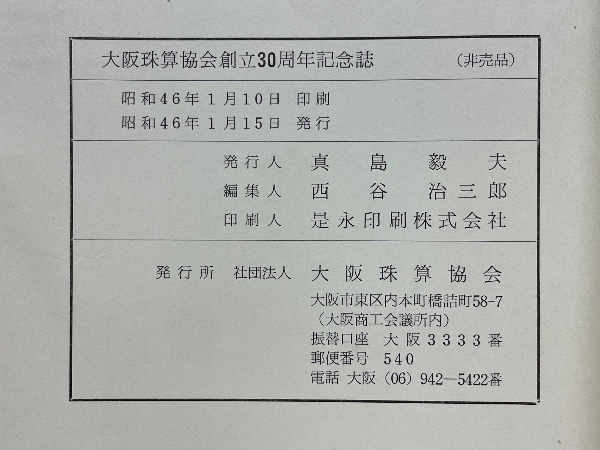 大阪珠算協会創立30周年記念誌 (非売品)
昭和46年1月10日 印刷
昭和46年1月15日 発行
発行人 真島毅夫
編集人 西谷治三郎
印刷人 是永印刷株式会社
発行所 社団法人 大阪珠算協会
大阪市東区内本町橋詰町58-7
(大阪商工会議所内)
振替口座 大阪3333番
郵便番号 540
電話 大阪 (06) 942-5422番